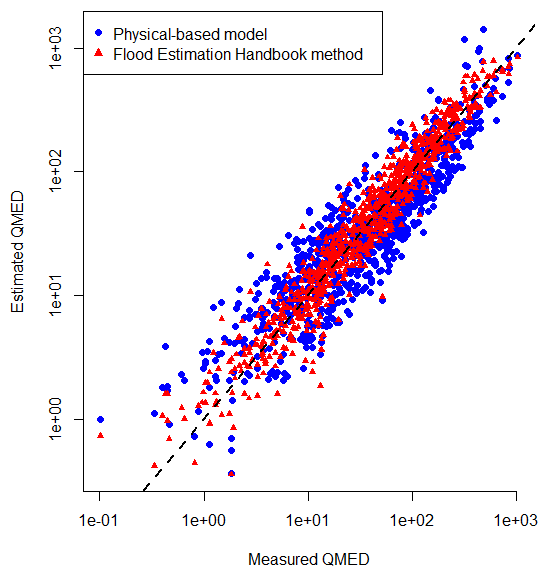 Physical-based model
Flood Estimation Handbook method
1e+03
1e+02
1e+01
1e+00
Estimated QMED
1e-01
1e+00
1e+01
1e+02
1e+03
Measured QMED